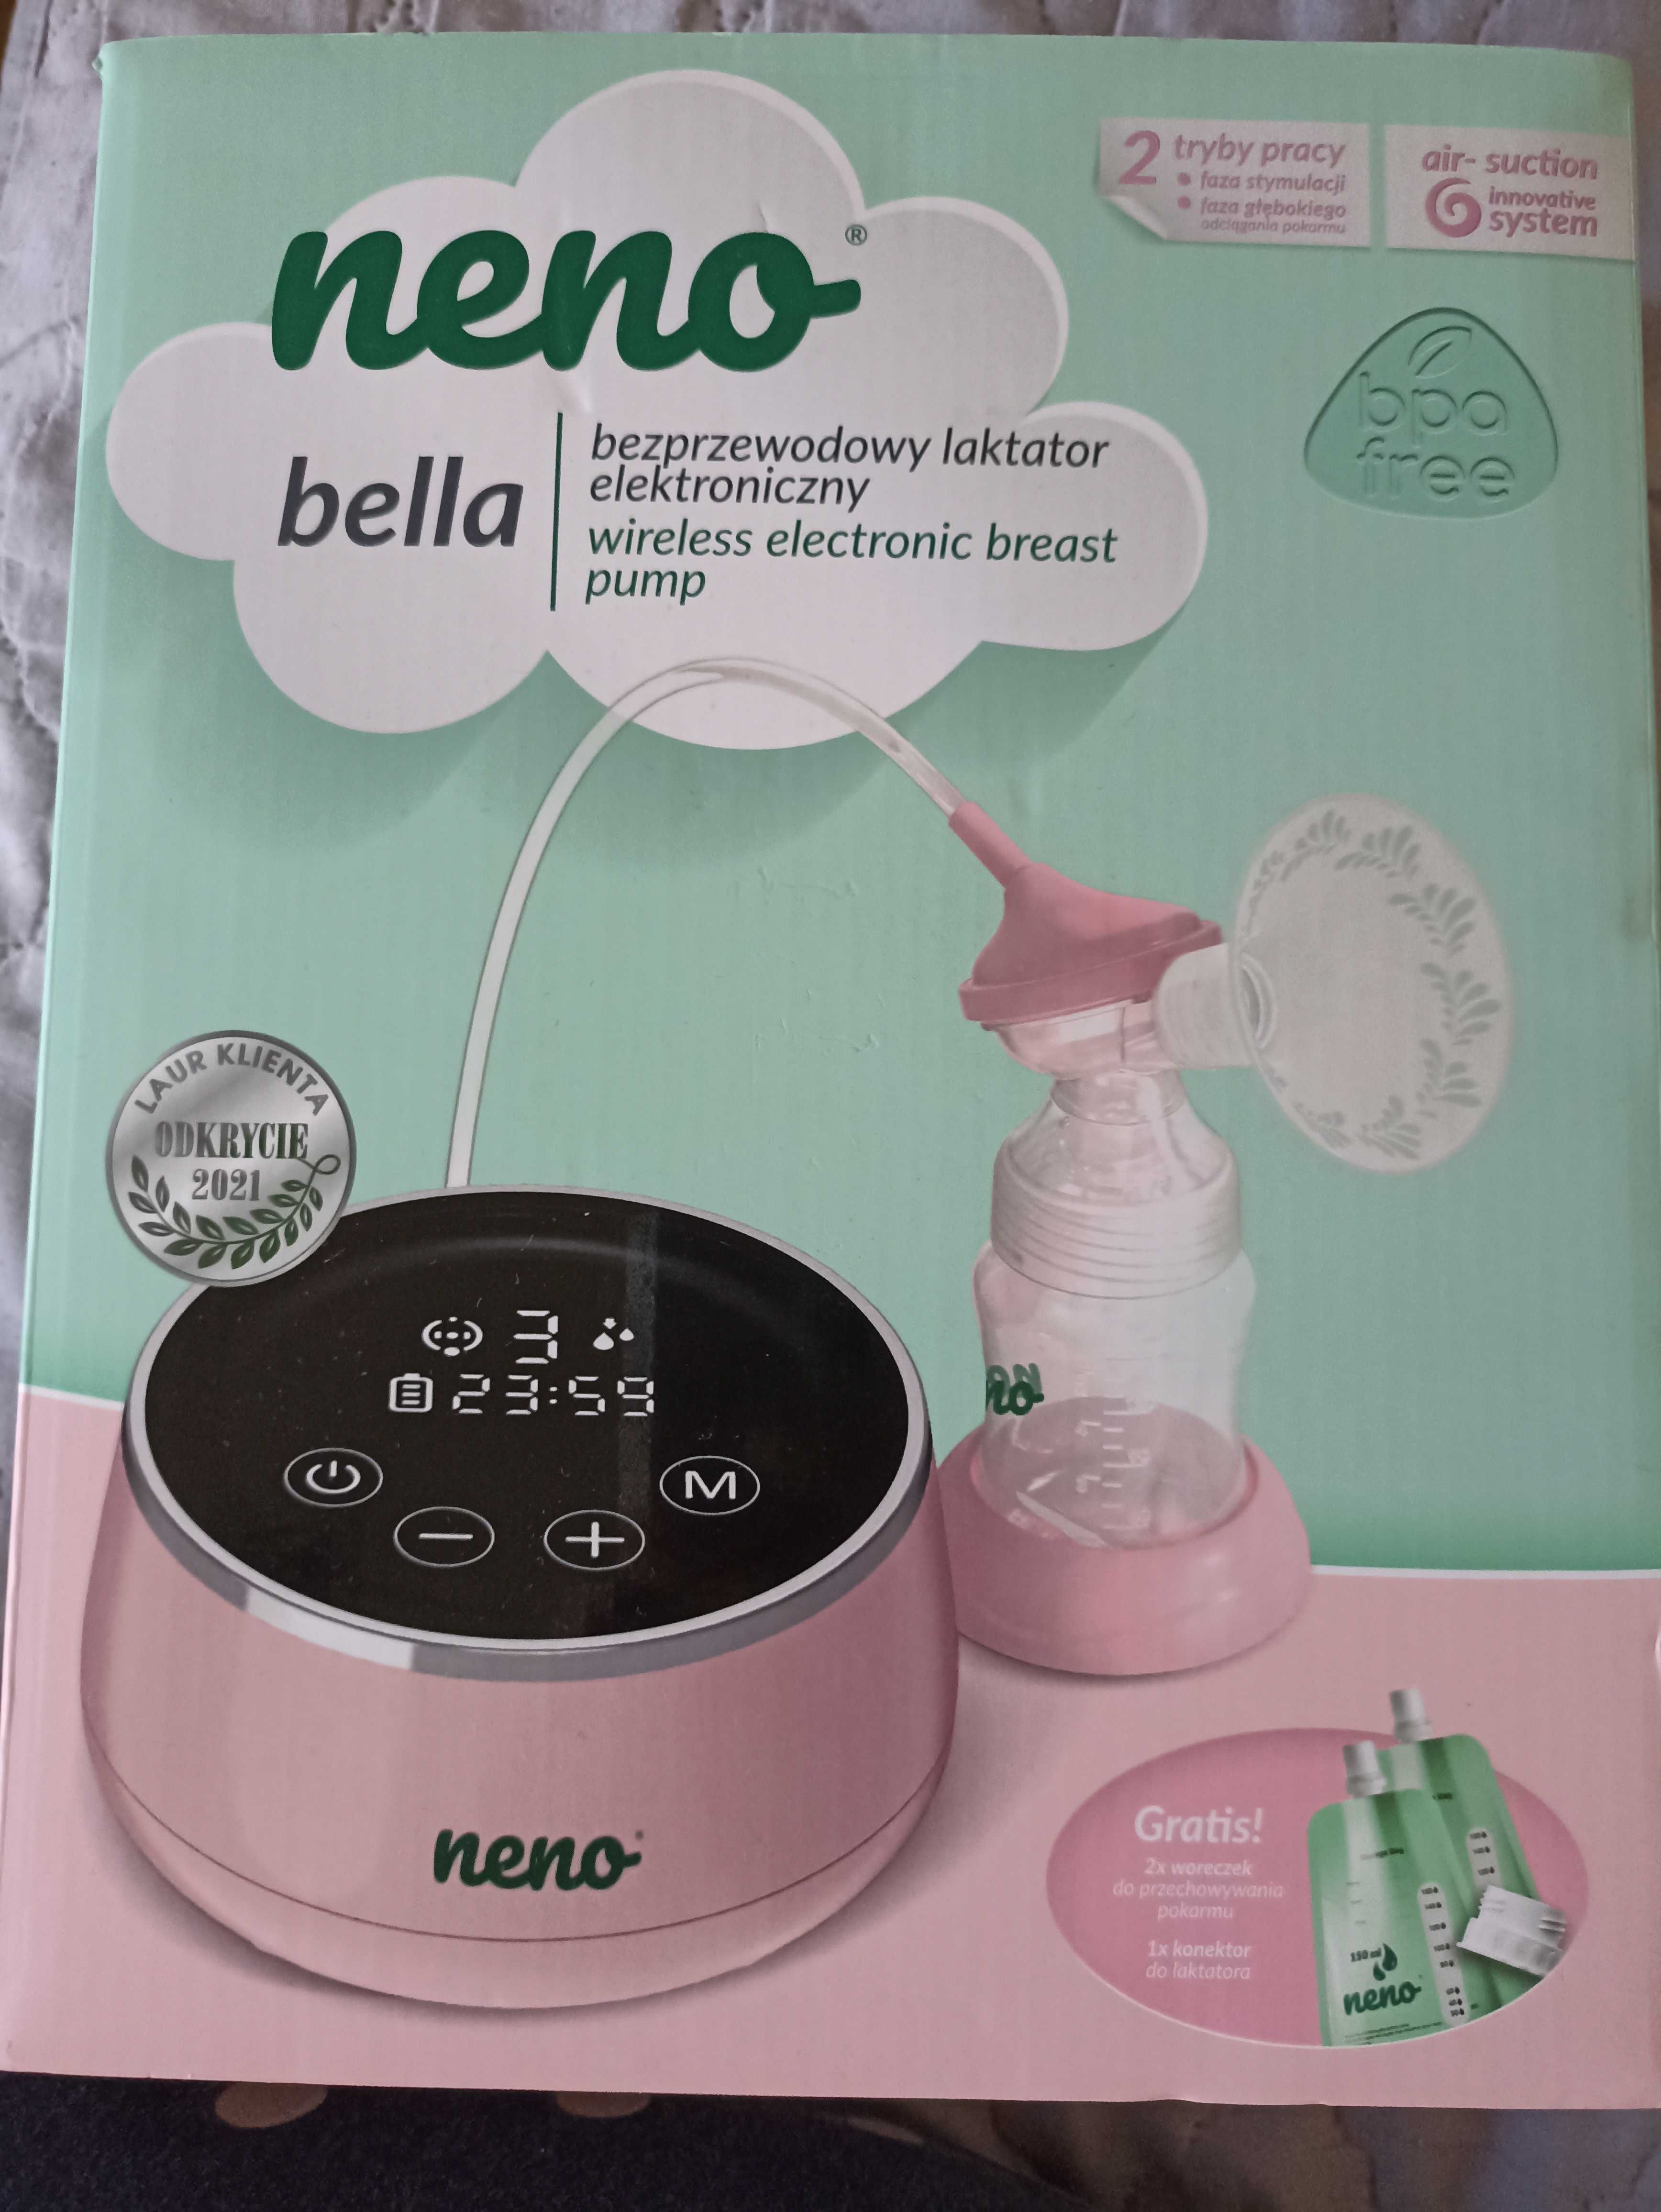 2 tryby pracy
• faza stymulacji
• faza głębokiego
odciągania pokarmu
air- suction
innovative
system
neno®
bella
bezprzewodowy laktator
elektroniczny
wireless electronic breast
pump
bpa
free
LAUR KLIENTA
ODKRYCIE
2021
3
23:59
M
no
neno
Gratis!
2x woreczek
do przechowywania
pokarmu
1x konektor
do laktatora
150 ml
neno